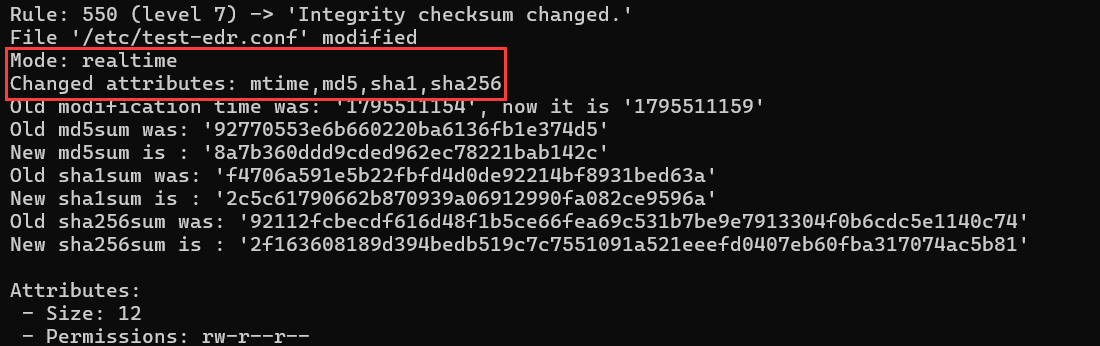 Rule: 550 (level 7) -> 'Integrity checksum changed.'
File '/etc/test-edr.conf' modified
Mode: realtime
Changed attributes: mtime,md5,sha1,sha256
Old modification time was: '1795511154', now it is '1795511159'
Old md5sum was: '92770553e6b660220ba6136fb1e374d5'
New md5sum is : '8a7b360ddd9cded962ec78221bab142c'
Old sha1sum was: 'f4706a591e5b22fbfd4d0de92214bf8931bed63a'
New sha1sum is : '2c5c61790662b870939a06912990fa082ce9596a'
Old sha256sum was: '92112fcbecdf616d48f1b5ce66fea69c531b7be9e7913304f0b6cdc5e1140c74'
New sha256sum is : '2f163608189d394bedb519c7c7551091a521eeefd0407eb60fba317074ac5b81'
Attributes:
- Size: 12
- Permissions: rw-r--r--